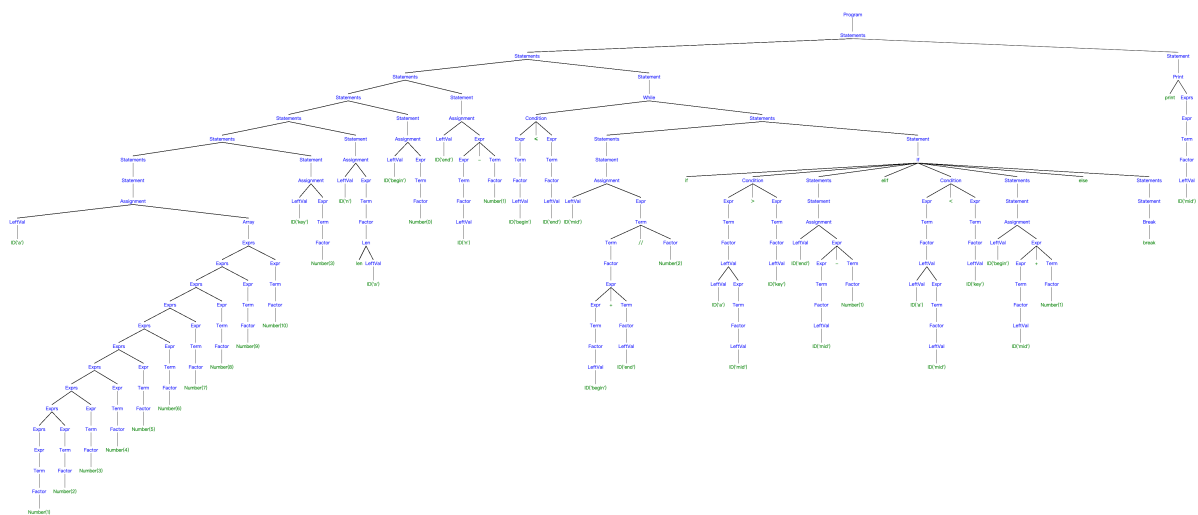 Program
Statements
Statements Statement
Statements Statement Print
Statements Statement While print Exprs
Statements Statement Assignment Condition Statements Expr
Statements Statement Assignment LeftVal Expr Expr < Expr Statements Statement Term
Statements Statement Assignment LeftVal Expr ID('end') Expr - Term Term Term Statement If Factor
Statement Assignment LeftVal Expr ID('begin') Term Term Factor Factor Factor Assignment if Condition Statements elif Condition Statements else Statements LeftVal
Assignment LeftVal Expr ID('n') Term Factor Factor Number(1) LeftVal LeftVal LeftVal Expr Expr > Expr Statement Expr < Expr Statement Statement ID('mid')
LeftVal Array ID('key') Term Factor Number(0) LeftVal ID('begin') ID('end') ID('mid') Term Term Term Assignment Term Term Assignment Break
ID('a') Exprs Factor Len ID('n') Term // Factor Factor Factor LeftVal Expr Factor Factor LeftVal Expr break
Exprs Expr Number(3) len LeftVal Factor Number(2) LeftVal LeftVal ID('end') Expr - Term LeftVal LeftVal ID('begin') Expr + Term
Exprs Expr Term ID('a') Expr LeftVal Expr ID('key') Term Factor LeftVal Expr ID('key') Term Factor
Exprs Expr Term Factor Expr + Term ID('a') Term Factor Number(1) ID('a') Term Factor Number(1)
Exprs Expr Term Factor Number(10) Term Factor Factor LeftVal Factor LeftVal
Exprs Expr Term Factor Number(9) Factor LeftVal LeftVal ID('mid') LeftVal ID('mid')
Exprs Expr Term Factor Number(8) LeftVal ID('end') ID('mid') ID('mid')
Exprs Expr Term Factor Number(7) ID('begin')
Exprs Expr Term Factor Number(6)
Exprs Expr Term Factor Number(5)
Expr Term Factor Number(4)
Term Factor Number(3)
Factor Number(2)
Number(1)